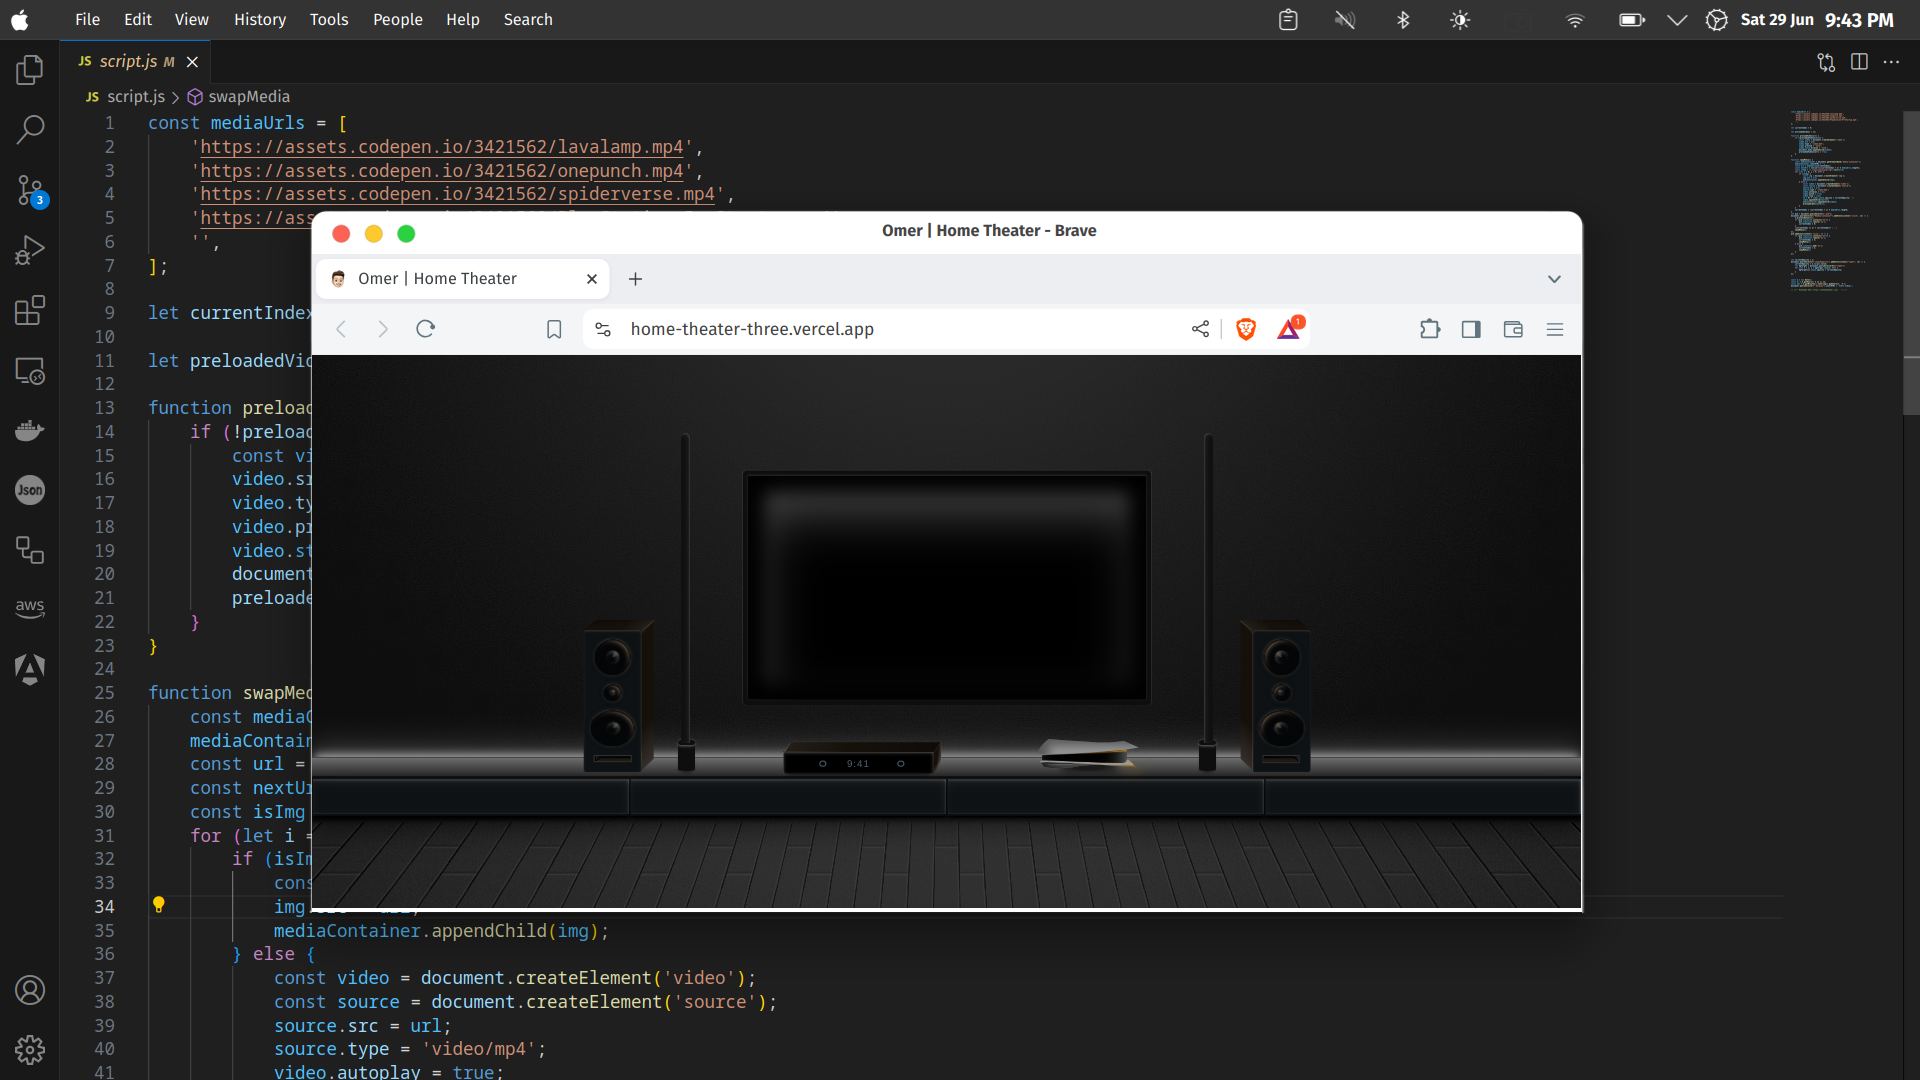 File Edit View History Tools People Help Search Sat 29 Jun 9:43 PM
JS script.js M
JS script.js > swapMedia
1 const mediaUrls = [
2 'https://assets.codepen.io/3421562/lavalamp.mp4',
3 'https://assets.codepen.io/3421562/onepunch.mp4',
4 'https://assets.codepen.io/3421562/spiderverse.mp4',
5 'https://ass
6 '',
7 ];
8
9 let currentIndex
10
11 let preloadedVid
12
13 function preload
14 if (!preload
15 const vi
16 video.sr
17 video.ty
18 video.pr
19 video.st
20 document
21 preloade
22 }
23 }
24
25 function swapMed
26 const mediaC
27 mediaContain
28 const url =
29 const nextUr
30 const isImg
31 for (let i =
32 if (isIm
33 cons
34 img
35 mediaContainer.appendChild(img);
36 } else {
37 const video = document.createElement('video');
38 const source = document.createElement('source');
39 source.src = url;
40 source.type = 'video/mp4';
41 video.autoplay = true;
3
Json
aws
Omer | Home Theater - Brave
Omer | Home Theater
home-theater-three.vercel.app
1
9:41